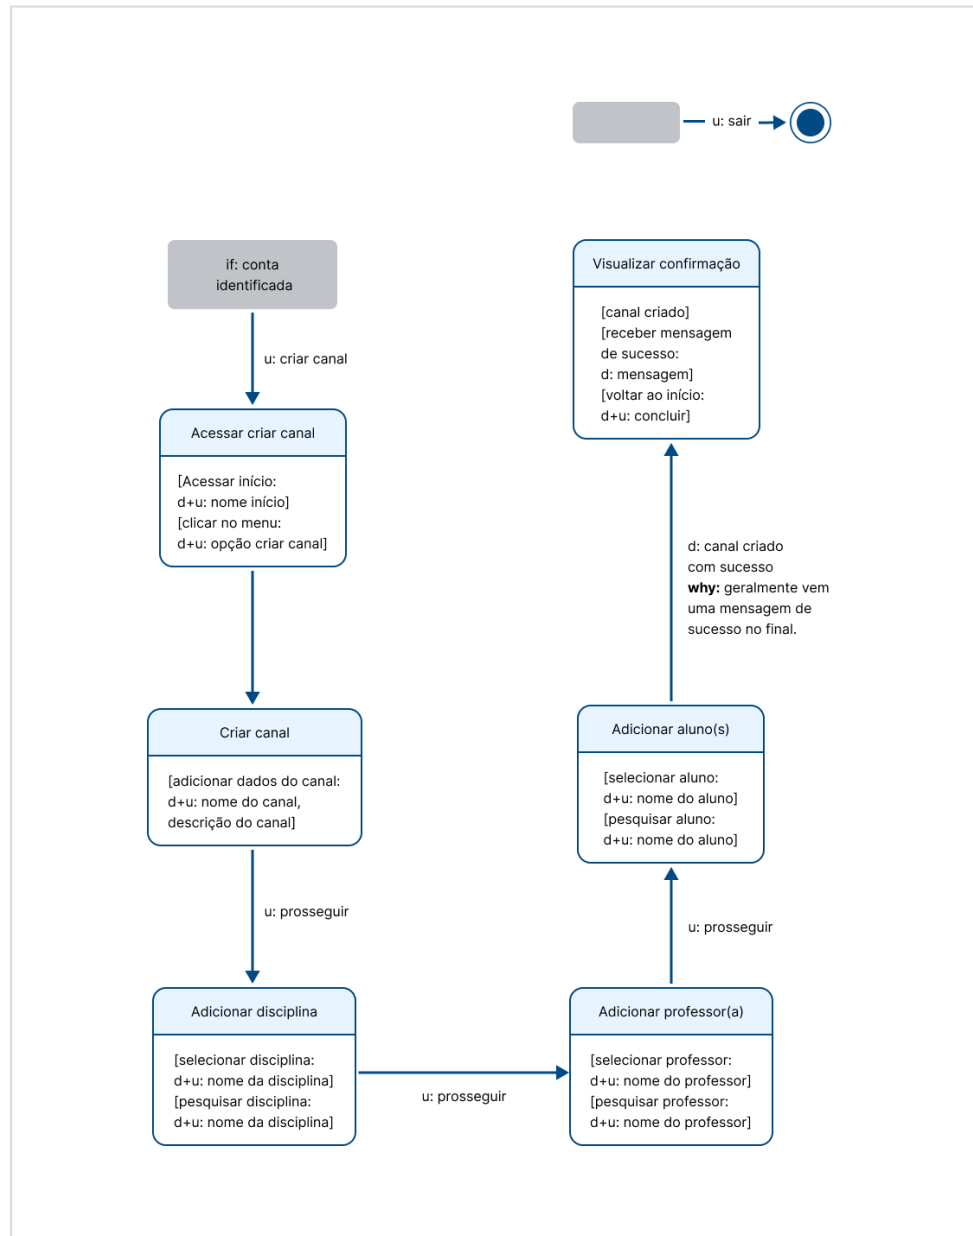 u: sair
if: conta
identificada
u: criar canal
Acessar criar canal
[Acessar início:
d+u: nome início]
[clicar no menu:
d+u: opção criar canal]
Criar canal
[adicionar dados do canal:
d+u: nome do canal,
descrição do canal]
u: prosseguir
Adicionar disciplina
[selecionar disciplina:
d+u: nome da disciplina]
[pesquisar disciplina:
d+u: nome da disciplina]
u: prosseguir
Adicionar professor(a)
[selecionar professor:
d+u: nome do professor]
[pesquisar professor:
d+u: nome do professor]
u: prosseguir
Adicionar aluno(s)
[selecionar aluno:
d+u: nome do aluno]
[pesquisar aluno:
d+u: nome do aluno]
d: canal criado
com sucesso
why: geralmente vem
uma mensagem de
sucesso no final.
Visualizar confirmação
[canal criado]
[receber mensagem
de sucesso:
d: mensagem]
[voltar ao início:
d+u: concluir]